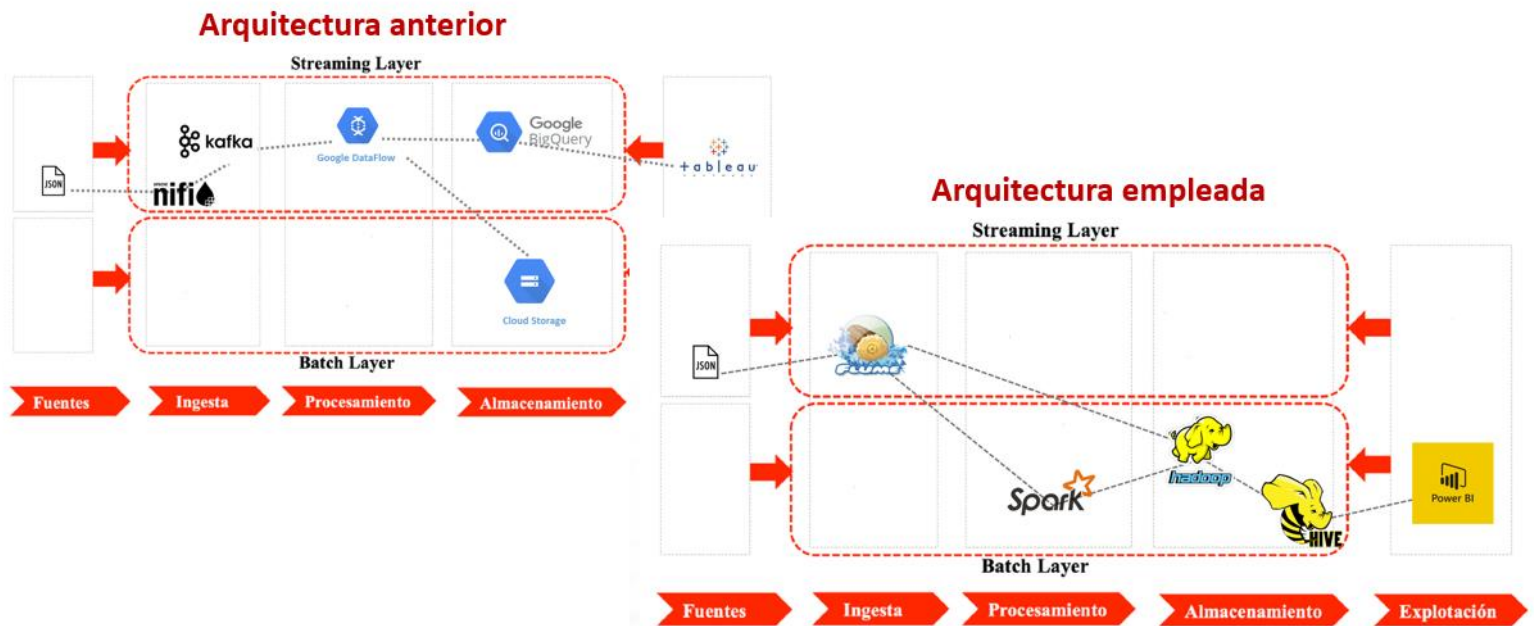 Arquitectura anterior
Streaming Layer
JSON
kafka
nifi
Google DataFlow
Google
BigQuery
+ableau
Cloud Storage
Batch Layer
Fuentes
Ingesta
Procesamiento
Almacenamiento
Arquitectura empleada
Streaming Layer
JSON
FLUME
Spark
hadoop
HIVE
Power BI
Batch Layer
Fuentes
Ingesta
Procesamiento
Almacenamiento
Explotación